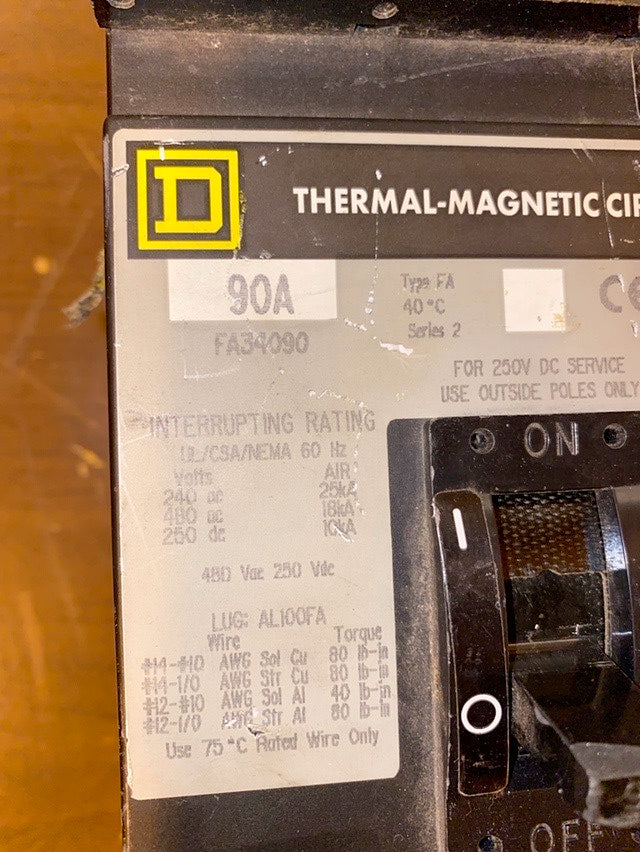 D
THERMAL-MAGNETIC CIR
90A
FA34090
Type FA
40°C
Series 2
CE
FOR 250V DC SERVICE
USE OUTSIDE POLES ONLY
INTERRUPTING RATING
UL/CSA/NEMA 60 Hz
Volts AIR
240 ac 25kA
480 ac 18kA
250 dc 10kA
480 Vac 250 Vdc
LUG: AL100FA
Wire Torque
#14-#10 AWG Sol Cu 80 lb-in
#14-1/0 AWG Str Cu 80 lb-in
#12-#10 AWG Sol Al 40 lb-in
#12-1/0 AWG Str Al 80 lb-in
Use 75°C Rated Wire Only
ON
I
O
OFF